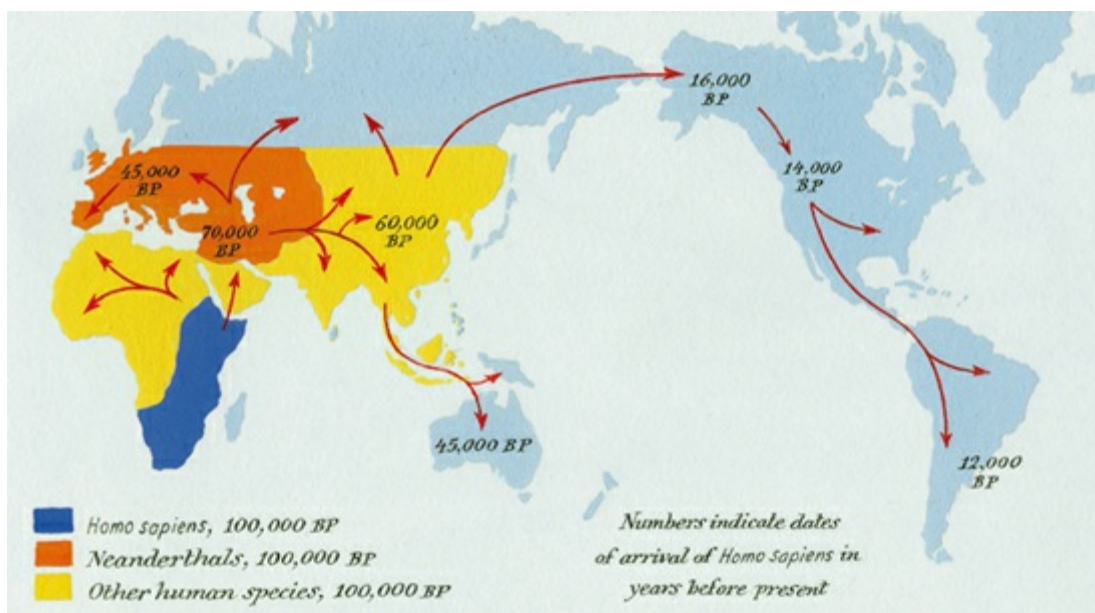 16,000
BP
45,000
BP
14,000
BP
70,000
BP
60,000
BP
45,000 BP
12,000
BP
Homo sapiens, 100,000 BP
Neanderthals, 100,000 BP
Other human species, 100,000 BP
Numbers indicate dates
of arrival of Homo sapiens in
years before present